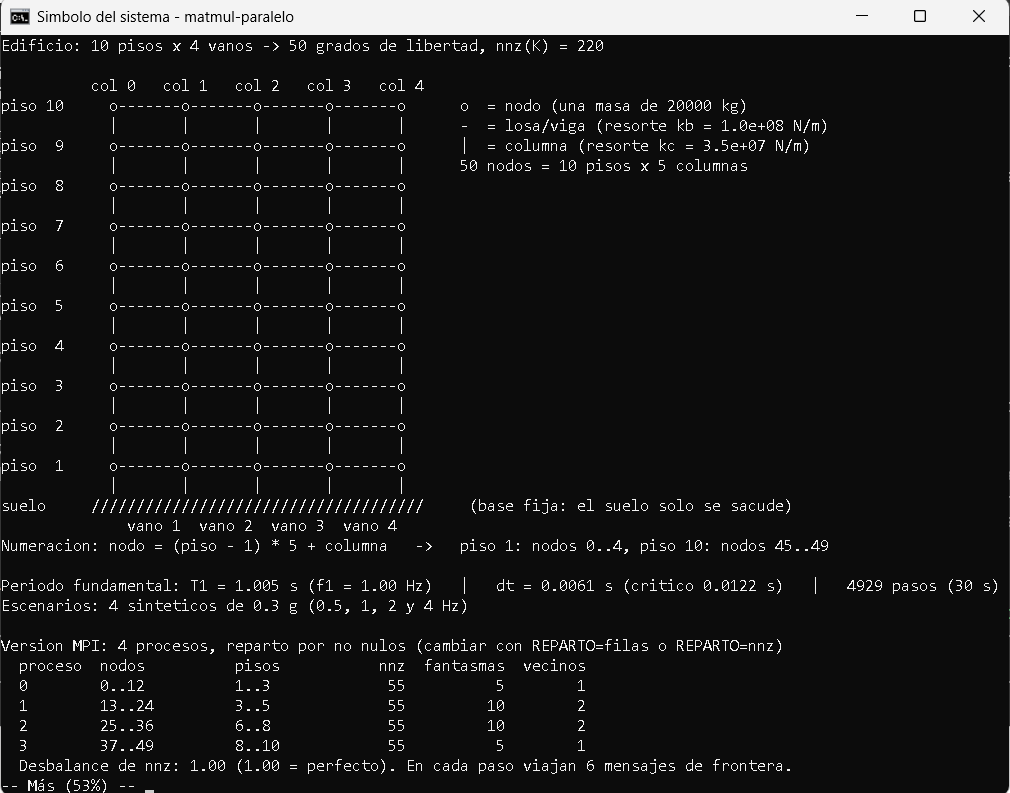 Simbolo del sistema - matmul-paralelo
Edificio: 10 pisos x 4 vanos -> 50 grados de libertad, nnz(K) = 220
          col 0   col 1   col 2   col 3   col 4
piso 10     o-------o-------o-------o-------o      o  = nodo (una masa de 20000 kg)
            |       |       |       |       |      -  = losa/viga (resorte kb = 1.0e+08 N/m)
piso  9     o-------o-------o-------o-------o      |  = columna (resorte kc = 3.5e+07 N/m)
            |       |       |       |       |      50 nodos = 10 pisos x 5 columnas
piso  8     o-------o-------o-------o-------o
            |       |       |       |       |
piso  7     o-------o-------o-------o-------o
            |       |       |       |       |
piso  6     o-------o-------o-------o-------o
            |       |       |       |       |
piso  5     o-------o-------o-------o-------o
            |       |       |       |       |
piso  4     o-------o-------o-------o-------o
            |       |       |       |       |
piso  3     o-------o-------o-------o-------o
            |       |       |       |       |
piso  2     o-------o-------o-------o-------o
            |       |       |       |       |
piso  1     o-------o-------o-------o-------o
            |       |       |       |       |
suelo     /////////////////////////////////////     (base fija: el suelo solo se sacude)
              vano 1  vano 2  vano 3  vano 4
Numeracion: nodo = (piso - 1) * 5 + columna   ->   piso 1: nodos 0..4, piso 10: nodos 45..49
Periodo fundamental: T1 = 1.005 s (f1 = 1.00 Hz)   |   dt = 0.0061 s (critico 0.0122 s)   |   4929 pasos (30 s)
Escenarios: 4 sinteticos de 0.3 g (0.5, 1, 2 y 4 Hz)
Version MPI: 4 procesos, reparto por no nulos (cambiar con REPARTO=filas o REPARTO=nnz)
  proceso  nodos          pisos           nnz  fantasmas  vecinos
  0        0..12          1..3             55          5        1
  1        13..24         3..5             55         10        2
  2        25..36         6..8             55         10        2
  3        37..49         8..10            55          5        1
  Desbalance de nnz: 1.00 (1.00 = perfecto). En cada paso viajan 6 mensajes de frontera.
-- Más (53%) --